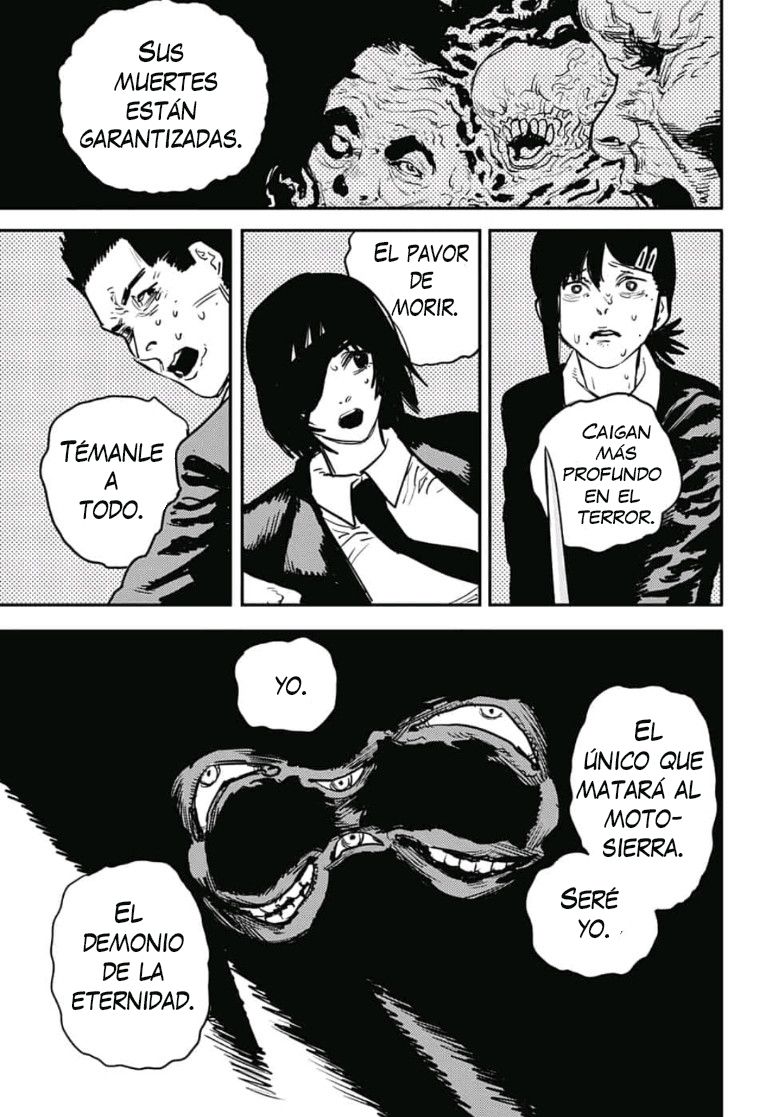 SUS
MUERTES
ESTÁN
GARANTIZADAS.
CAIGAN
MÁS
PROFUNDO
EN EL
TERROR.
EL PAVOR
DE
MORIR.
TÉMANLE
A
TODO.
EL
ÚNICO QUE
MATARÁ AL
MOTO-
SIERRA.
SERÉ
YO.
YO.
EL
DEMONIO
DE LA
ETERNIDAD.